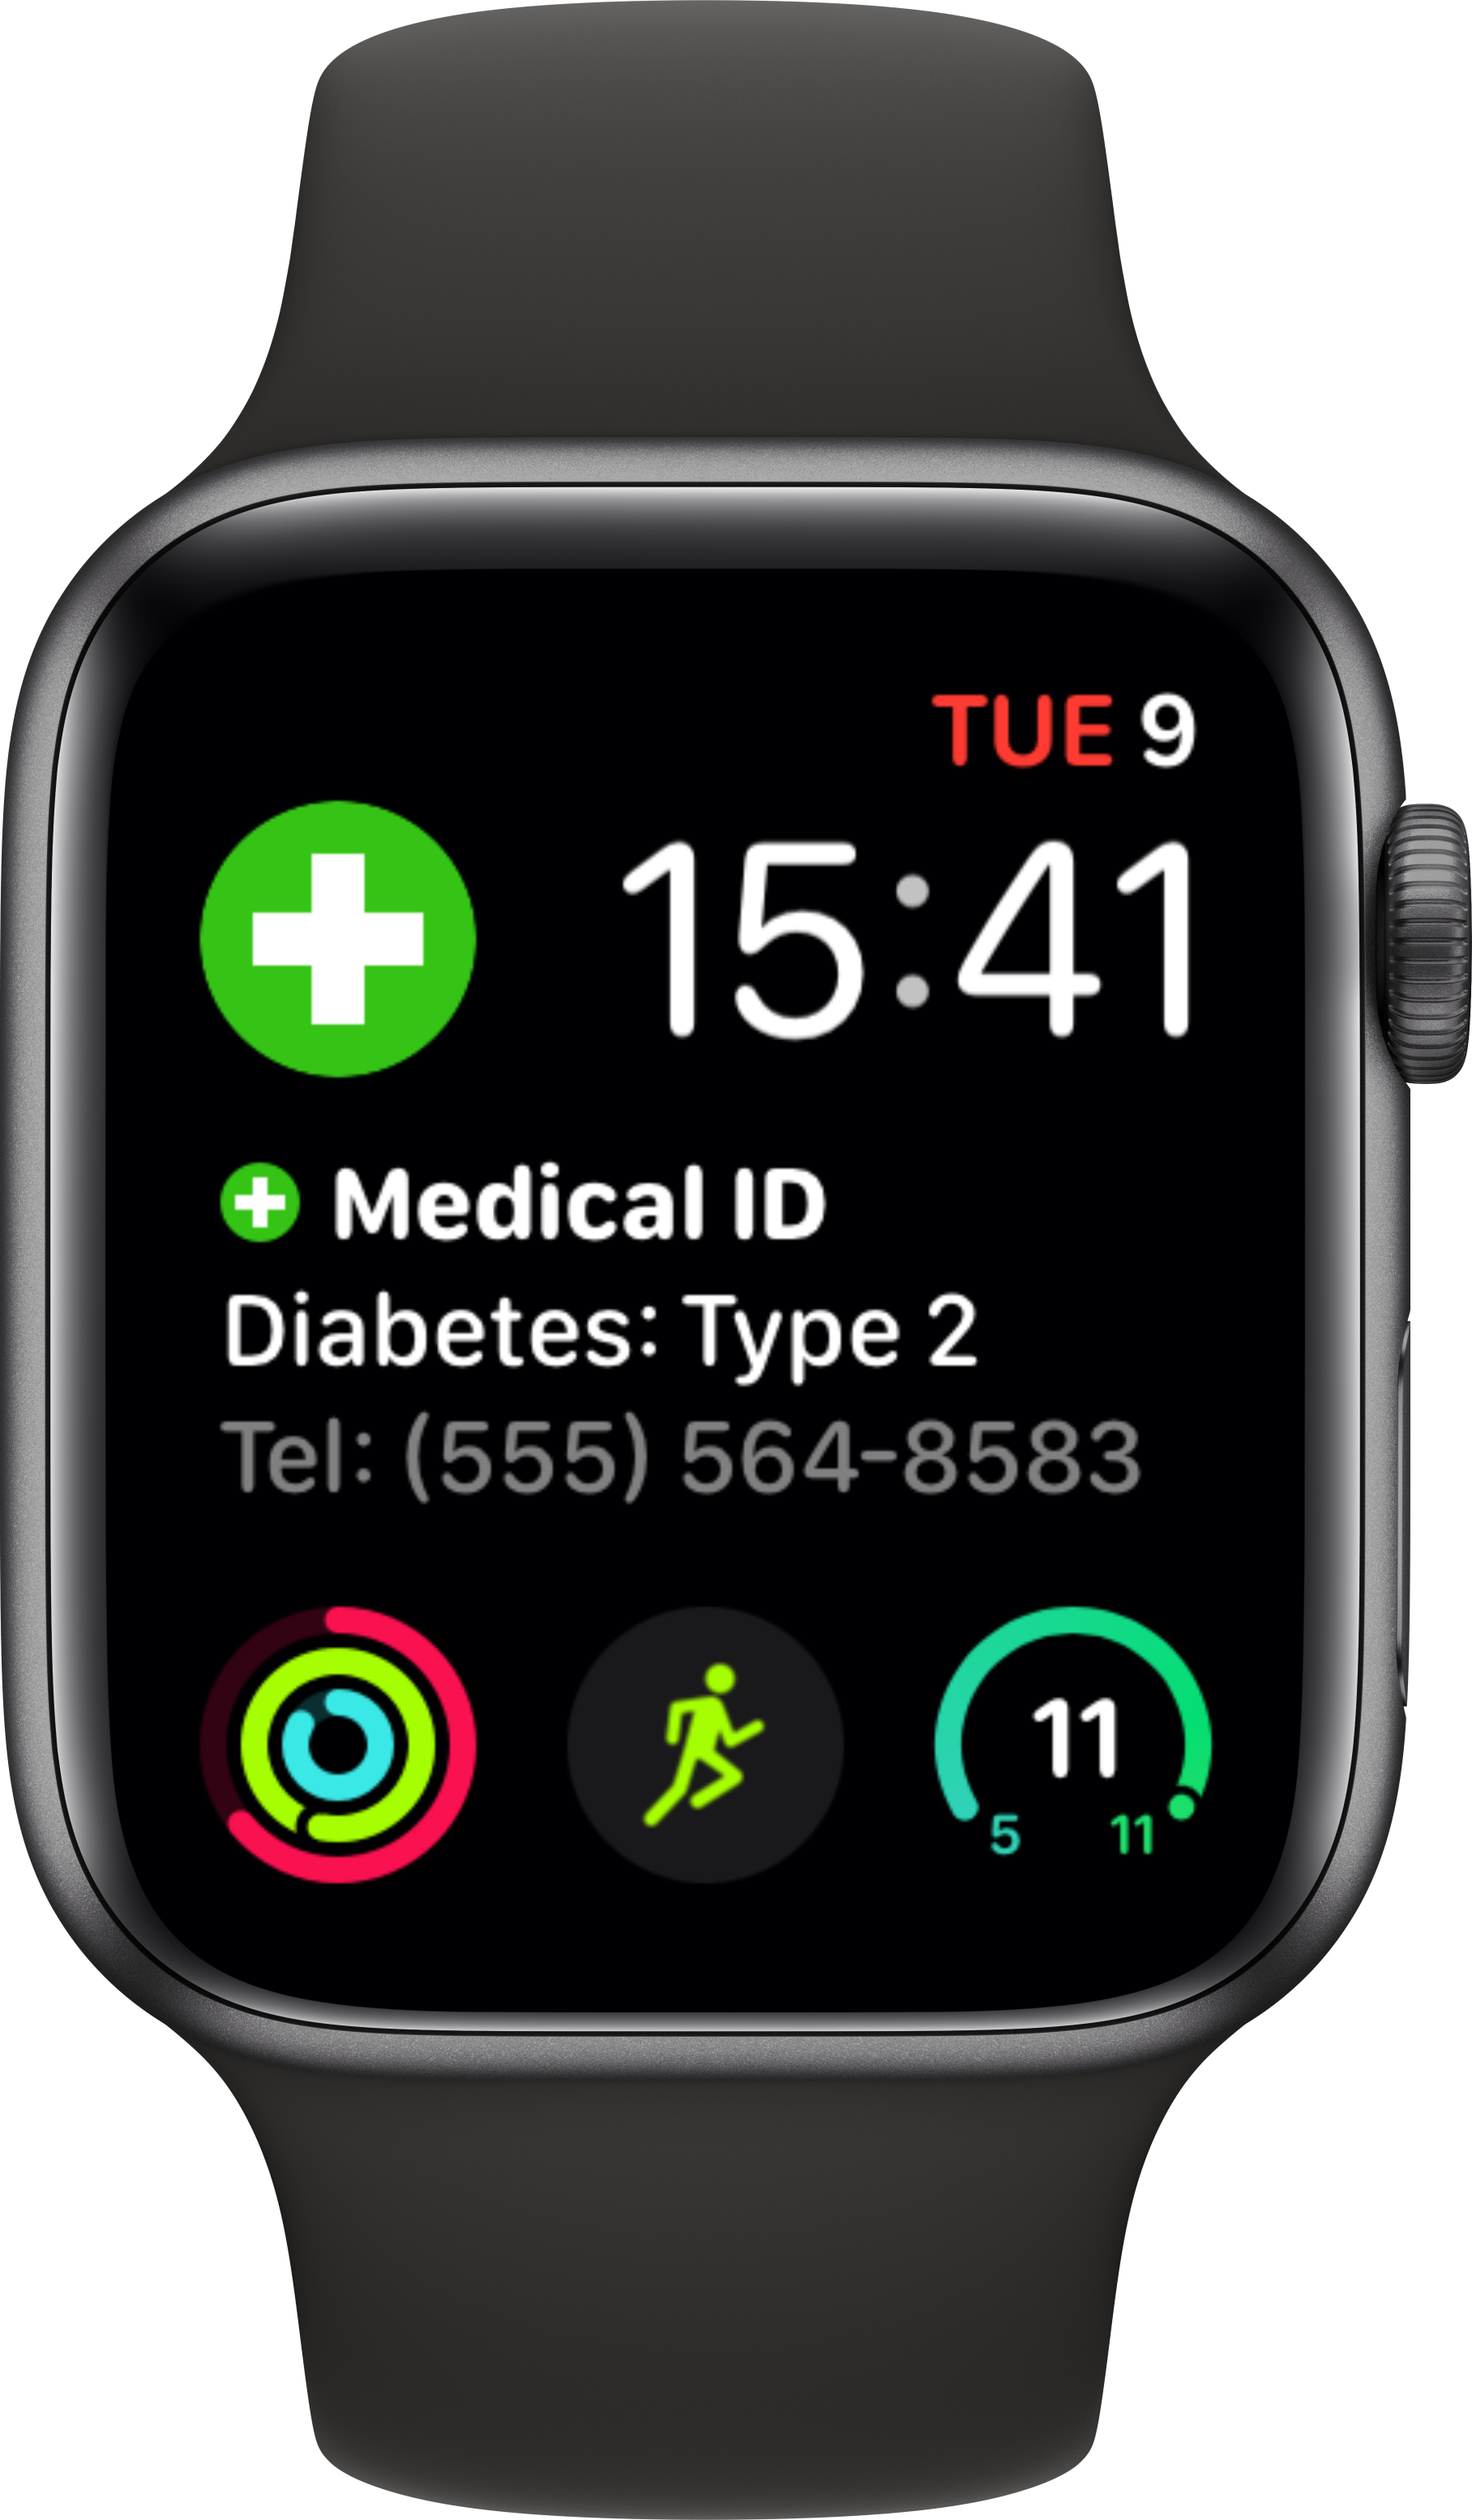 TUE 9
15:41
Medical ID
Diabetes: Type 2
Tel: (555) 564-8583
11
5 11